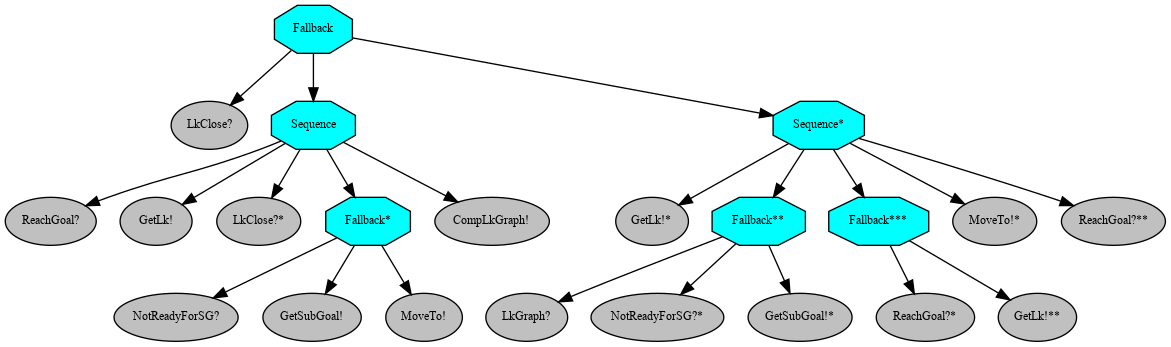 Fallback
LkClose?
Sequence
Sequence*
ReachGoal?
GetLk!
LkClose?*
Fallback*
CompLkGraph!
GetLk!*
Fallback**
Fallback***
MoveTo!*
ReachGoal?**
NotReadyForSG?
GetSubGoal!
MoveTo!
LkGraph?
NotReadyForSG?*
GetSubGoal!*
ReachGoal?*
GetLk!**